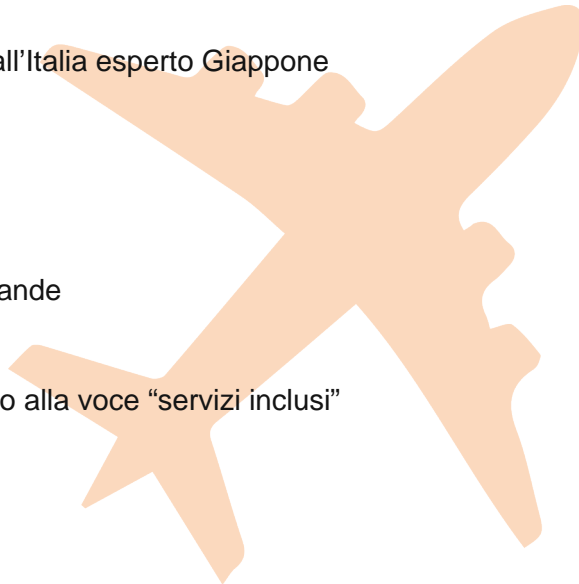 all’Italia esperto Giappone
ande
o alla voce “servizi inclusi”